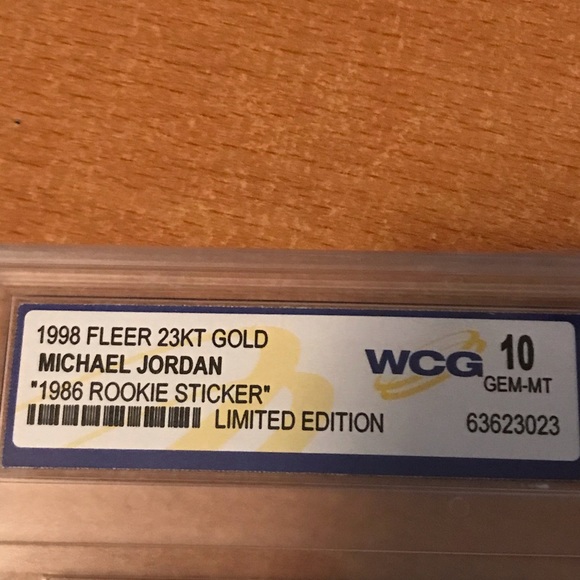 1998 FLEER 23KT GOLD
MICHAEL JORDAN
"1986 ROOKIE STICKER"
LIMITED EDITION
WCG
10
GEM-MT
63623023